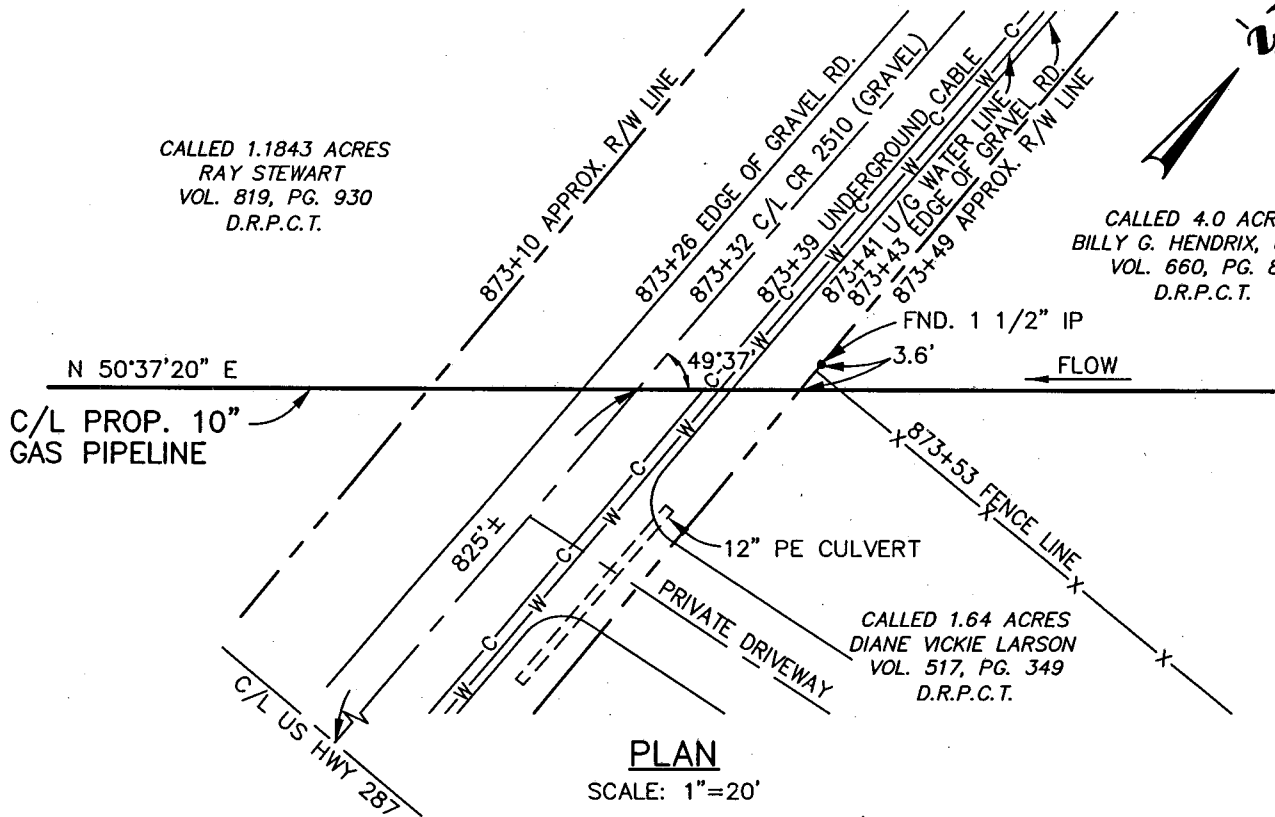 CALLED 1.1843 ACRES
RAY STEWART
VOL. 819, PG. 930
D.R.P.C.T.
873+10 APPROX. R/W LINE
873+26 EDGE OF GRAVEL RD.
873+32 C/L CR 2510 (GRAVEL)
873+39 UNDERGROUND CABLE
873+41 U/G WATER LINE
873+43 EDGE OF GRAVEL RD.
873+49 APPROX. R/W LINE
C
C
C
C
C
C
C
C
C
W
W
W
W
W
W
W
W
W
CALLED 4.0
BILLY G. HENDRIX,
VOL. 660, PG.
D.R.P.C.T.
FND. 1 1/2" IP
3.6'
49°37'
FLOW
N 50°37'20" E
C/L PROP. 10"
GAS PIPELINE
873+53 FENCE LINE
X
X
X
X
825'±
12" PE CULVERT
PRIVATE DRIVEWAY
CALLED 1.64 ACRES
DIANE VICKIE LARSON
VOL. 517, PG. 349
D.R.P.C.T.
C/L US HWY 287
PLAN
SCALE: 1"=20'